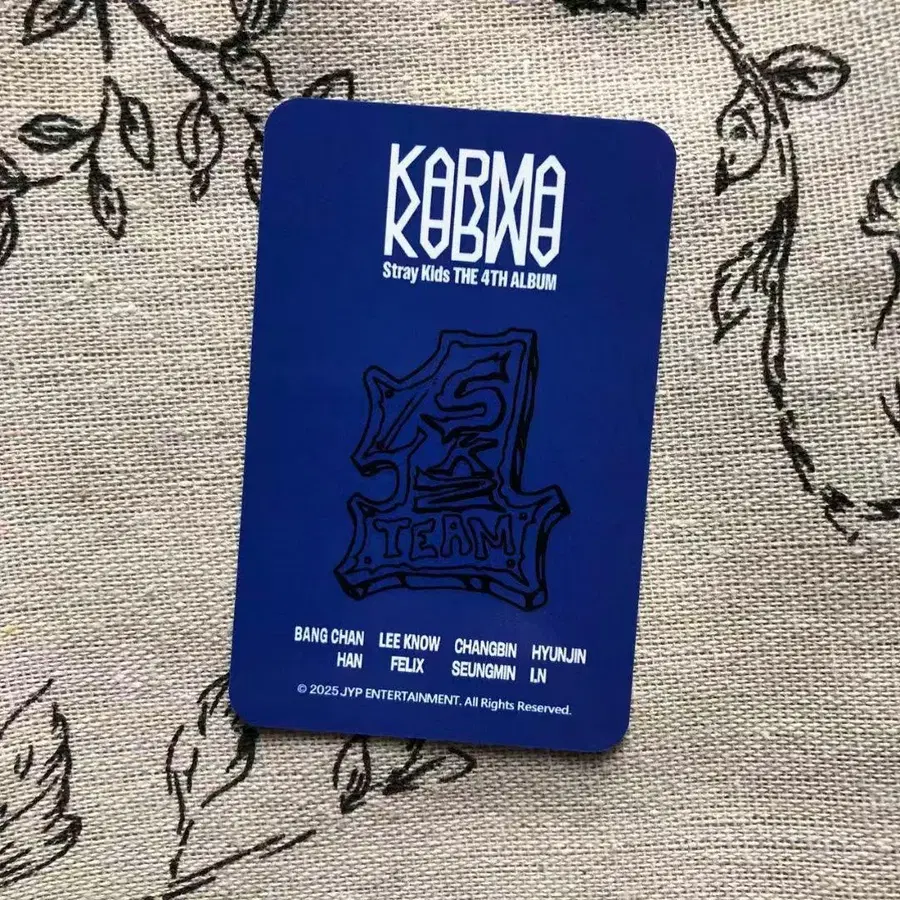 KARMA
Stray Kids THE 4TH ALBUM
SKZ
TEAM
BANG CHAN LEE KNOW CHANGBIN HYUNJIN
HAN FELIX SEUNGMIN I.N
© 2025 JYP ENTERTAINMENT. All Rights Reserved.